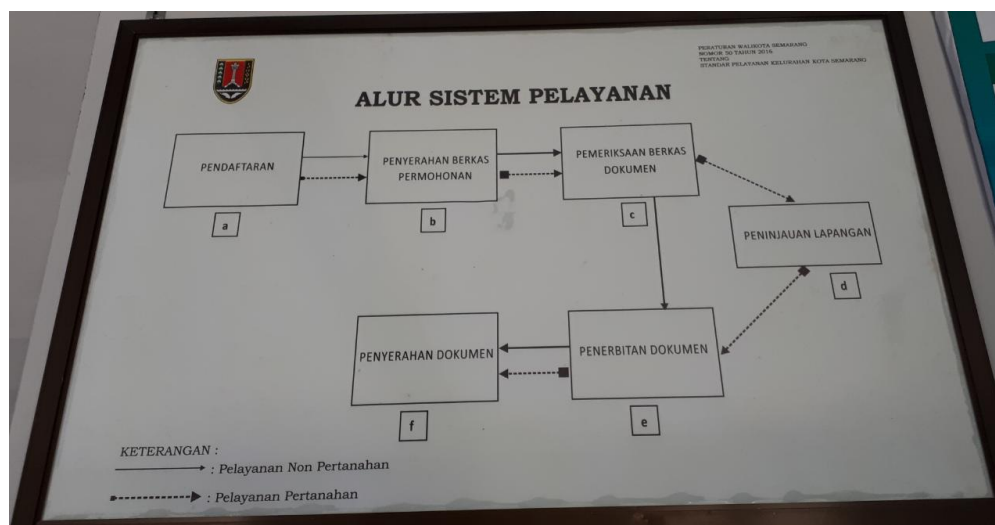 PERATURAN WALIKOTA SEMARANG
NOMOR 50 TAHUN 2016
TENTANG
STANDAR PELAYANAN KELURAHAN KOTA SEMARANG
ALUR SISTEM PELAYANAN
PENDAFTARAN
a
PENYERAHAN BERKAS
PERMOHONAN
b
PEMERIKSAAN BERKAS
DOKUMEN
c
PENINJAUAN LAPANGAN
d
PENERBITAN DOKUMEN
e
PENYERAHAN DOKUMEN
f
KETERANGAN :
: Pelayanan Non Pertanahan
: Pelayanan Pertanahan